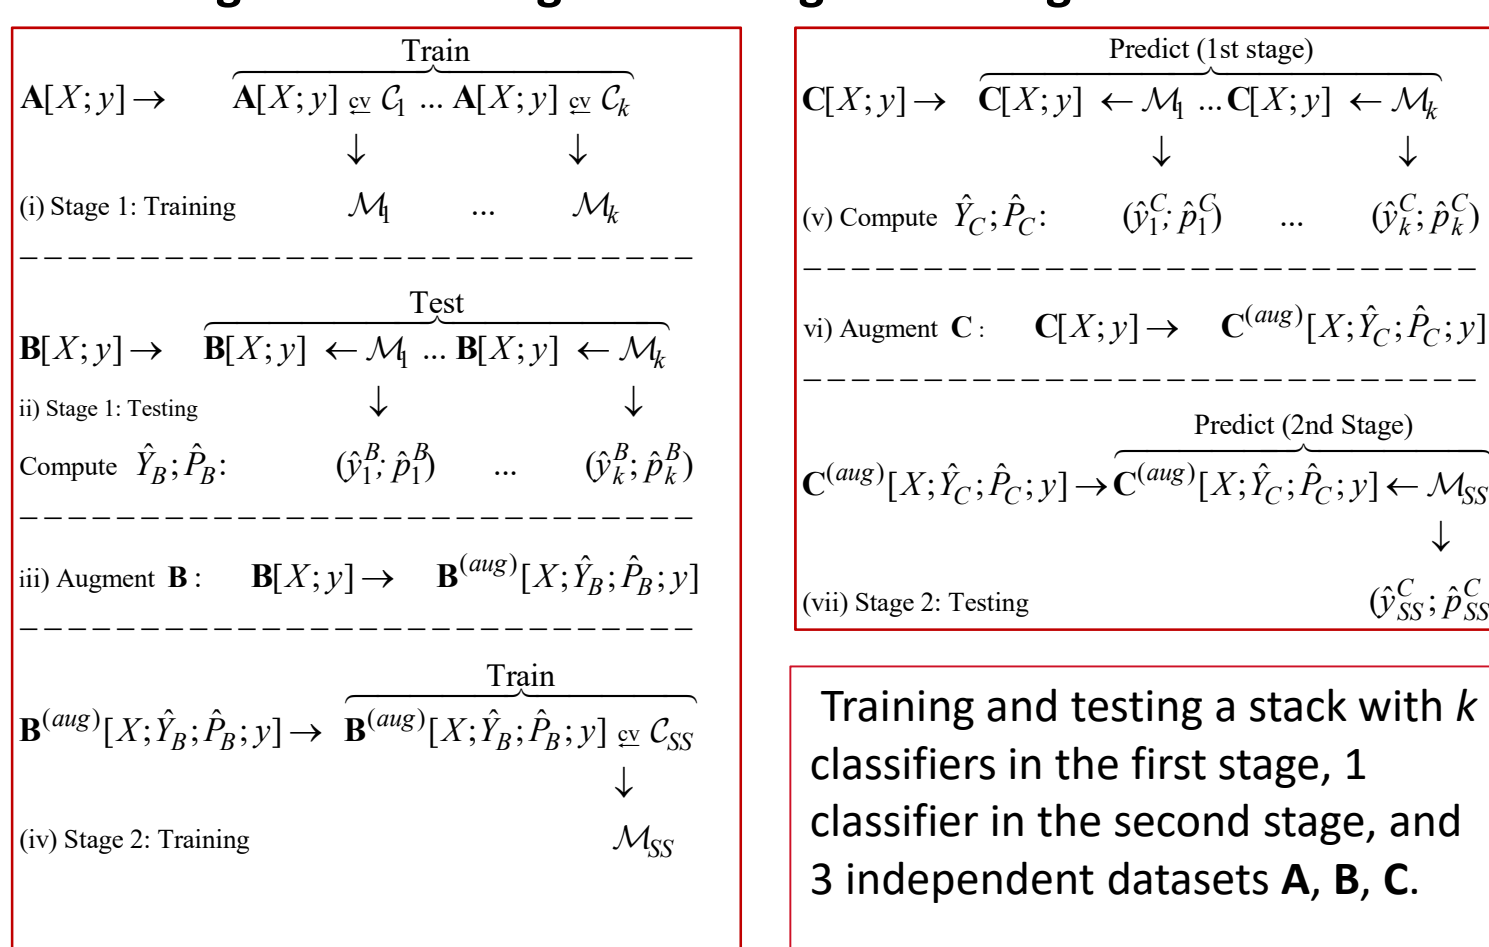 Train
A[X; y] → A[X; y] cv← C₁ ... A[X; y] cv← Cₖ
↓ ↓
(i) Stage 1: Training M₁ ... Mₖ
Test
B[X; y] → B[X; y] ← M₁ ... B[X; y] ← Mₖ
ii) Stage 1: Testing ↓ ↓
Compute Ŷ_B; P̂_B: (ŷ₁^B; p̂₁^B) ... (ŷₖ^B; p̂ₖ^B)
iii) Augment B: B[X; y] → B^(aug)[X; Ŷ_B; P̂_B; y]
Train
B^(aug)[X; Ŷ_B; P̂_B; y] → B^(aug)[X; Ŷ_B; P̂_B; y] cv← C_SS
↓
(iv) Stage 2: Training M_SS
Predict (1st stage)
C[X; y] → C[X; y] ← M₁ ... C[X; y] ← Mₖ
↓ ↓
(v) Compute Ŷ_C; P̂_C: (ŷ₁^C; p̂₁^C) ... (ŷₖ^C; p̂ₖ^C)
vi) Augment C: C[X; y] → C^(aug)[X; Ŷ_C; P̂_C; y]
Predict (2nd Stage)
C^(aug)[X; Ŷ_C; P̂_C; y] → C^(aug)[X; Ŷ_C; P̂_C; y] ← M_SS
↓
(vii) Stage 2: Testing (ŷ_SS^C; p̂_SS^C
Training and testing a stack with k
classifiers in the first stage, 1
classifier in the second stage, and
3 independent datasets A, B, C.